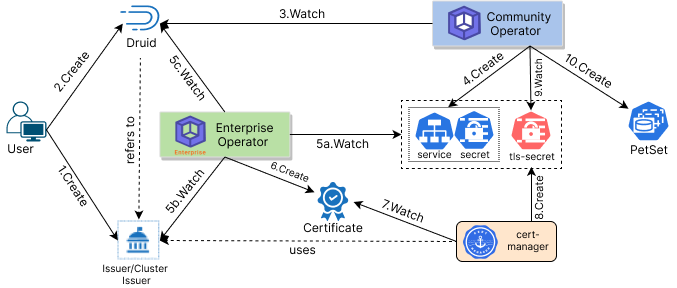 3.Watch
Community
Operator
Druid
2.Create
5c.Watch
4.Create
9.Watch
10.Create
User
refers to
Enterprise
Enterprise
Operator
5a.Watch
service
secret
tls-secret
PetSet
1.Create
5b.Watch
6.Create
Certificate
7.Watch
8.Create
cert-
manager
uses
Issuer/Cluster
Issuer